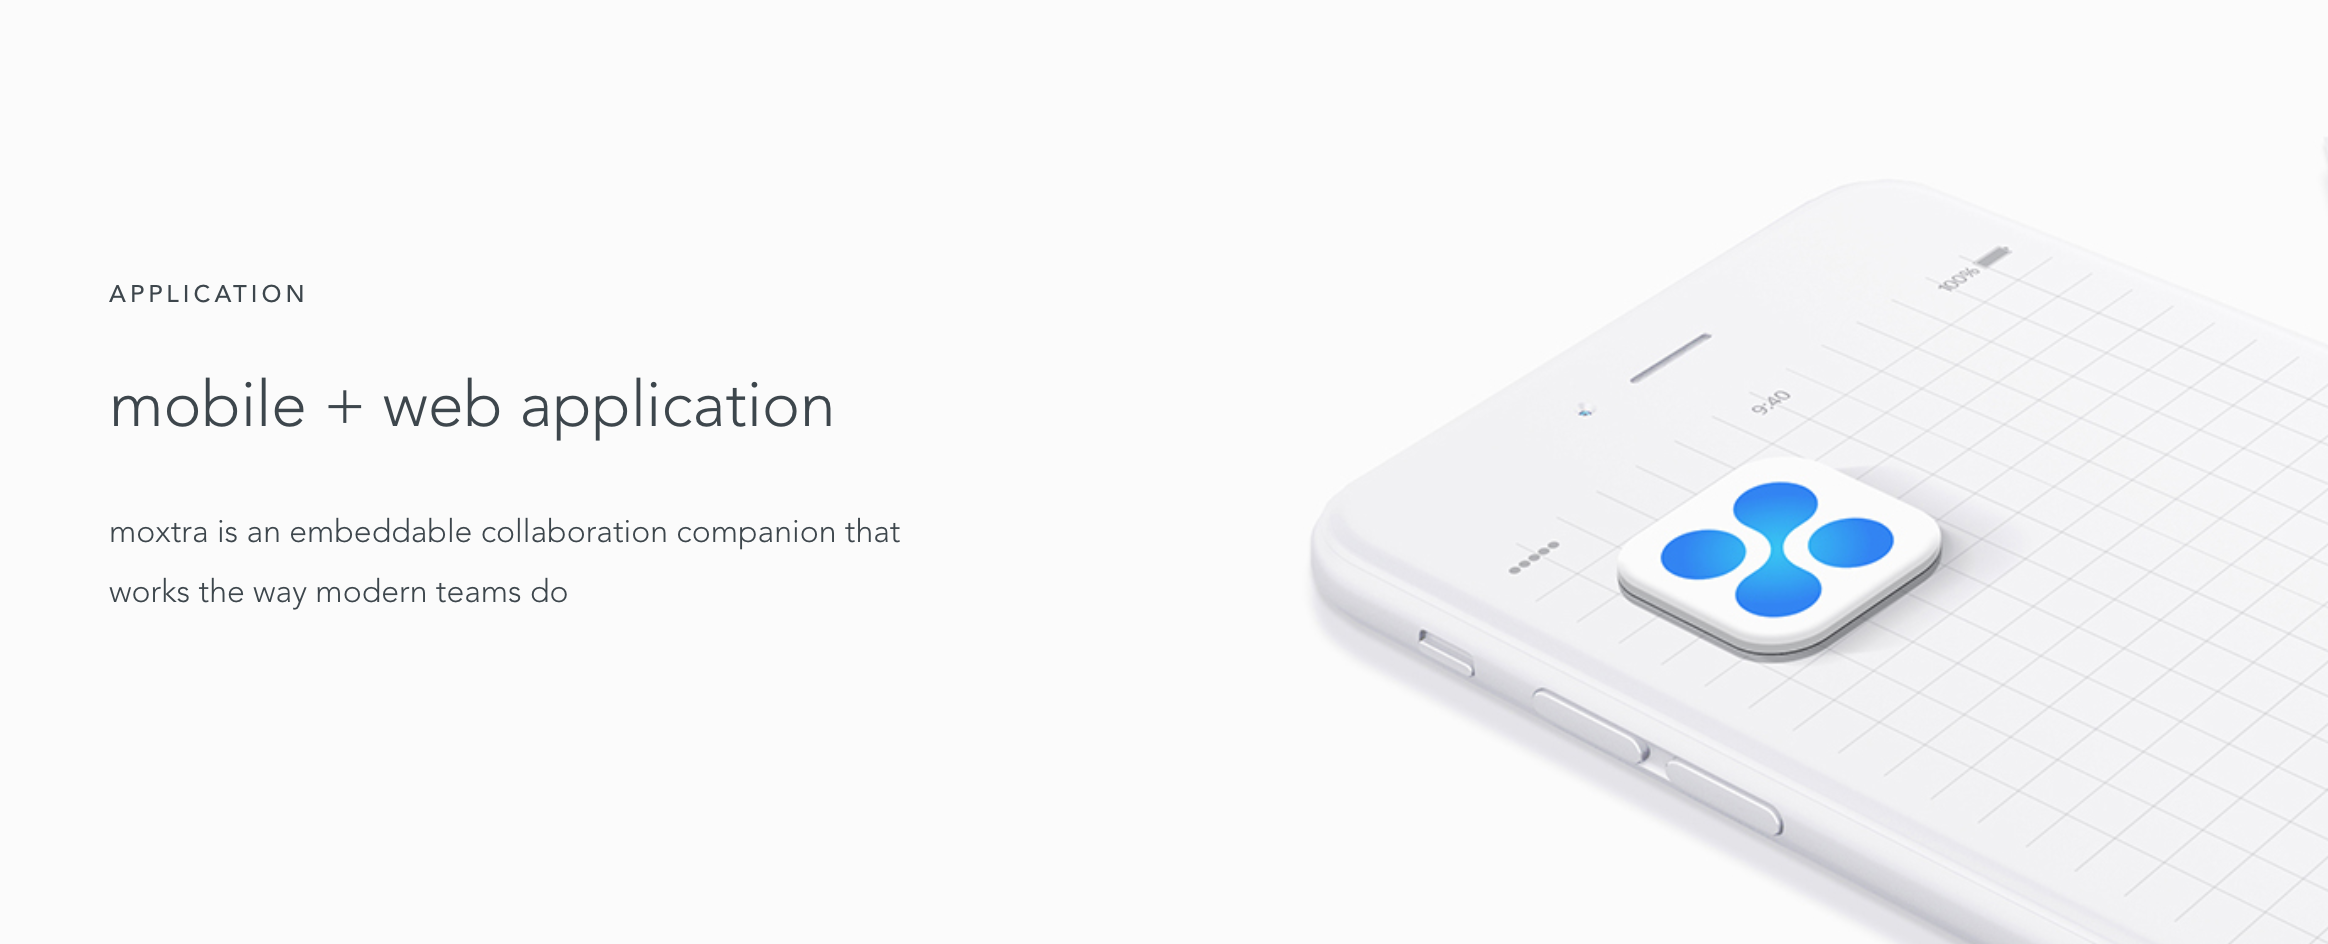 APPLICATION
mobile + web application
moxtra is an embeddable collaboration companion that
works the way modern teams do
100%
9:40